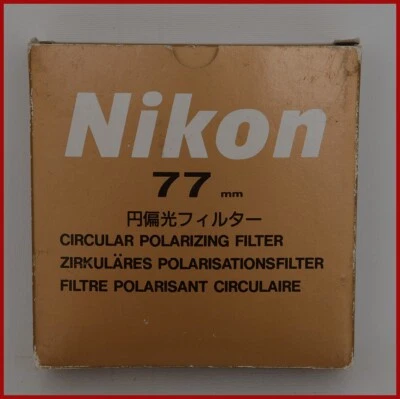 Nikon
77 mm
円偏光フィルター
CIRCULAR POLARIZING FILTER
ZIRKULÄRES POLARISATIONSFILTER
FILTRE POLARISANT CIRCULAIRE